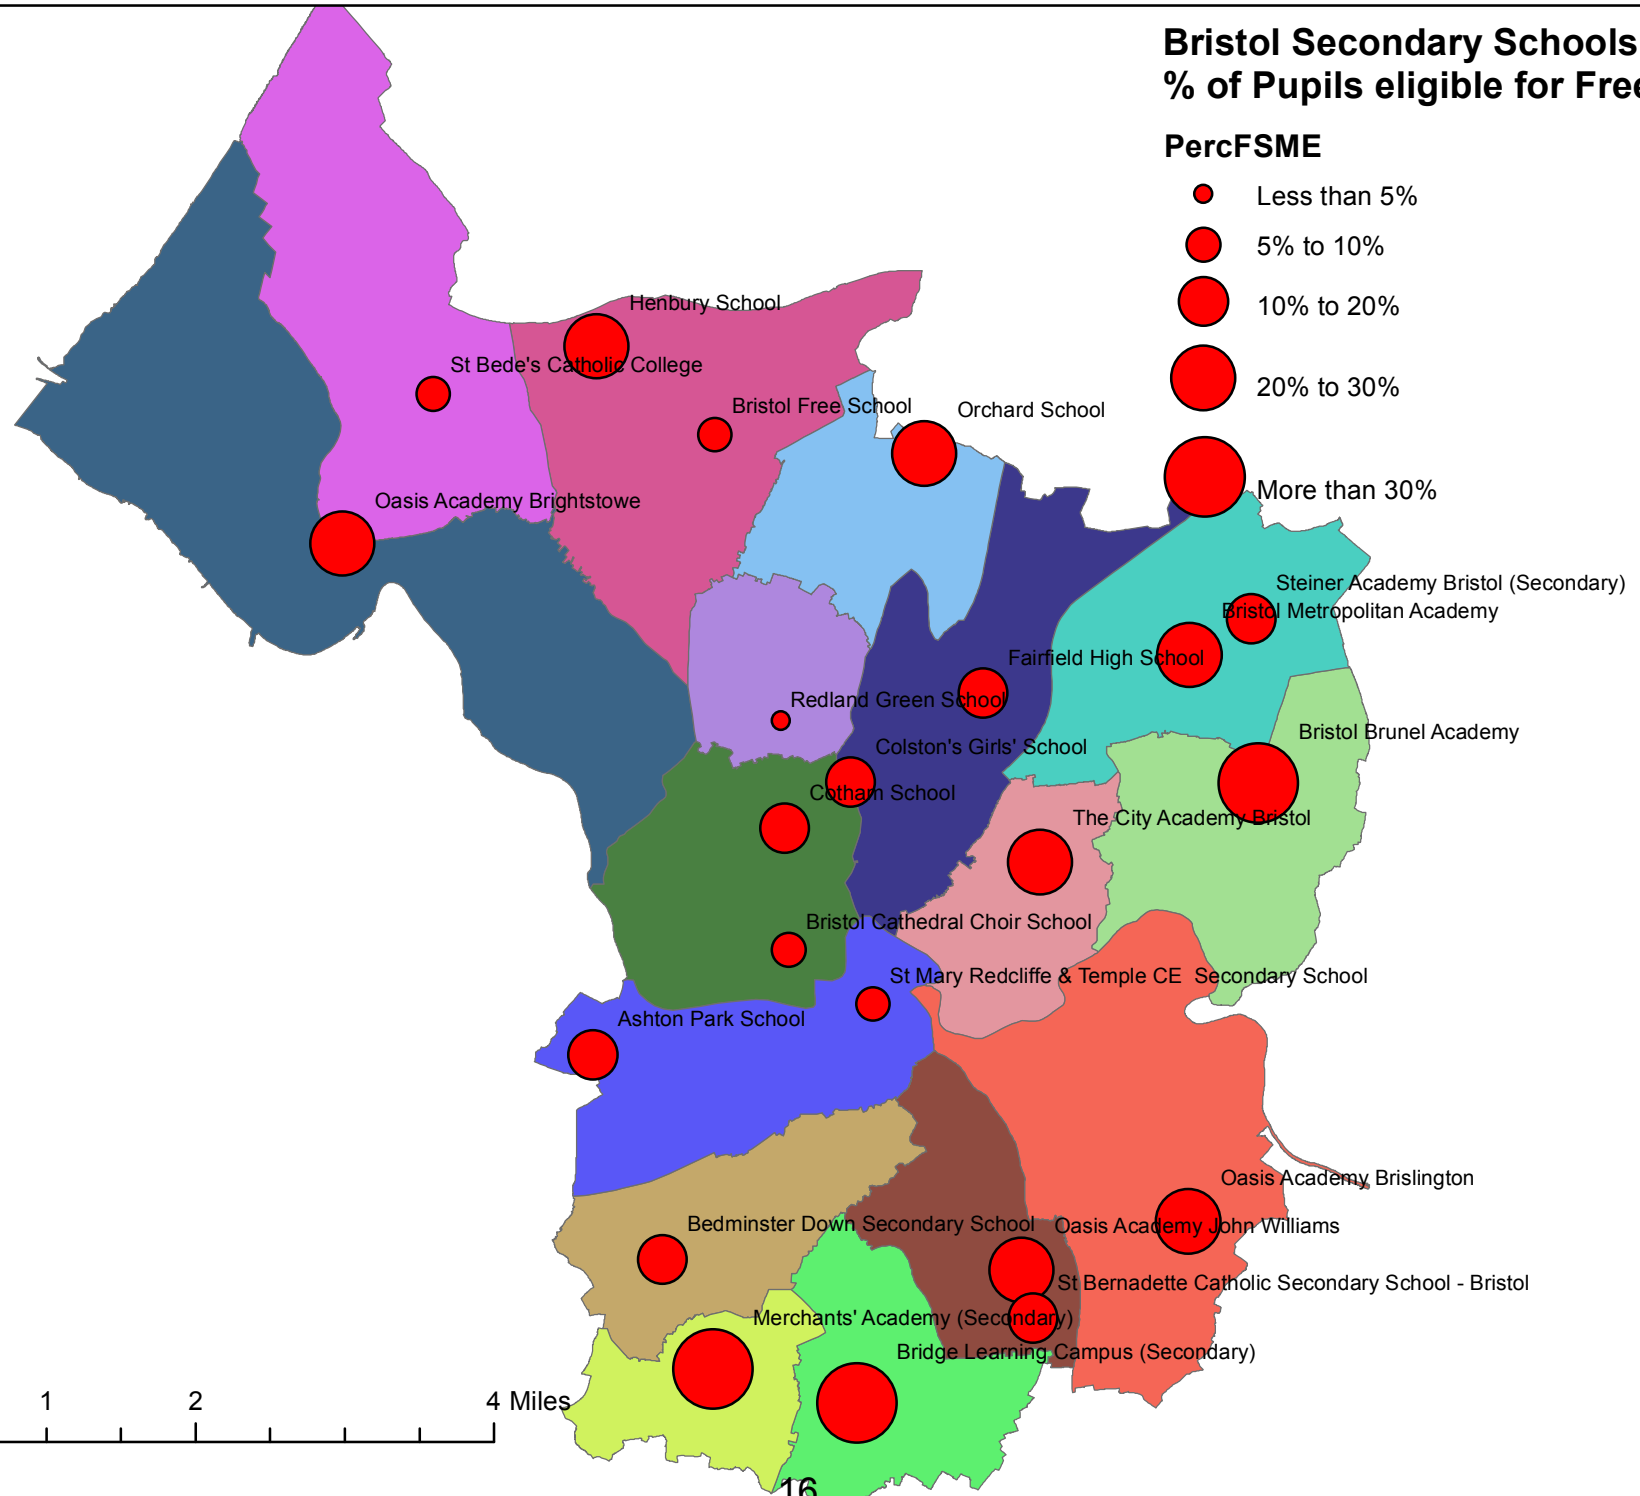 Bristol Secondary Schools
% of Pupils eligible for Free
PercFSME
Less than 5%
5% to 10%
10% to 20%
20% to 30%
More than 30%
Henbury School
St Bede's Catholic College
Bristol Free School
Orchard School
Oasis Academy Brightstowe
Steiner Academy Bristol (Secondary)
Bristol Metropolitan Academy
Fairfield High School
Redland Green School
Bristol Brunel Academy
Colston's Girls' School
Cotham School
The City Academy Bristol
Bristol Cathedral Choir School
St Mary Redcliffe & Temple CE  Secondary School
Ashton Park School
Oasis Academy Brislington
Bedminster Down Secondary School
Oasis Academy John Williams
St Bernadette Catholic Secondary School - Bristol
Merchants' Academy (Secondary)
Bridge Learning Campus (Secondary)
1 2 4 Miles
16